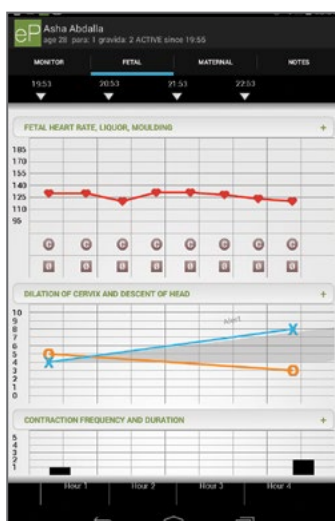 eP
Asha Abdalla
age 28 para: 1 gravida: 2 ACTIVE since 19:55
MONITOR FETAL MATERNAL NOTES
19:53 20:53 21:53 22:53
FETAL HEART RATE, LIQUOR, MOULDING +
185
170
155
140
125
110
95
C C C C C C C C
0 0 0 0 0 0 0 0
DILATION OF CERVIX AND DESCENT OF HEAD +
10
9
8
7
6
5
4
3
2
1
0
Alert
X
X
CONTRACTION FREQUENCY AND DURATION +
5
4
3
2
1
Hour 1 Hour 2 Hour 3 Hour 4